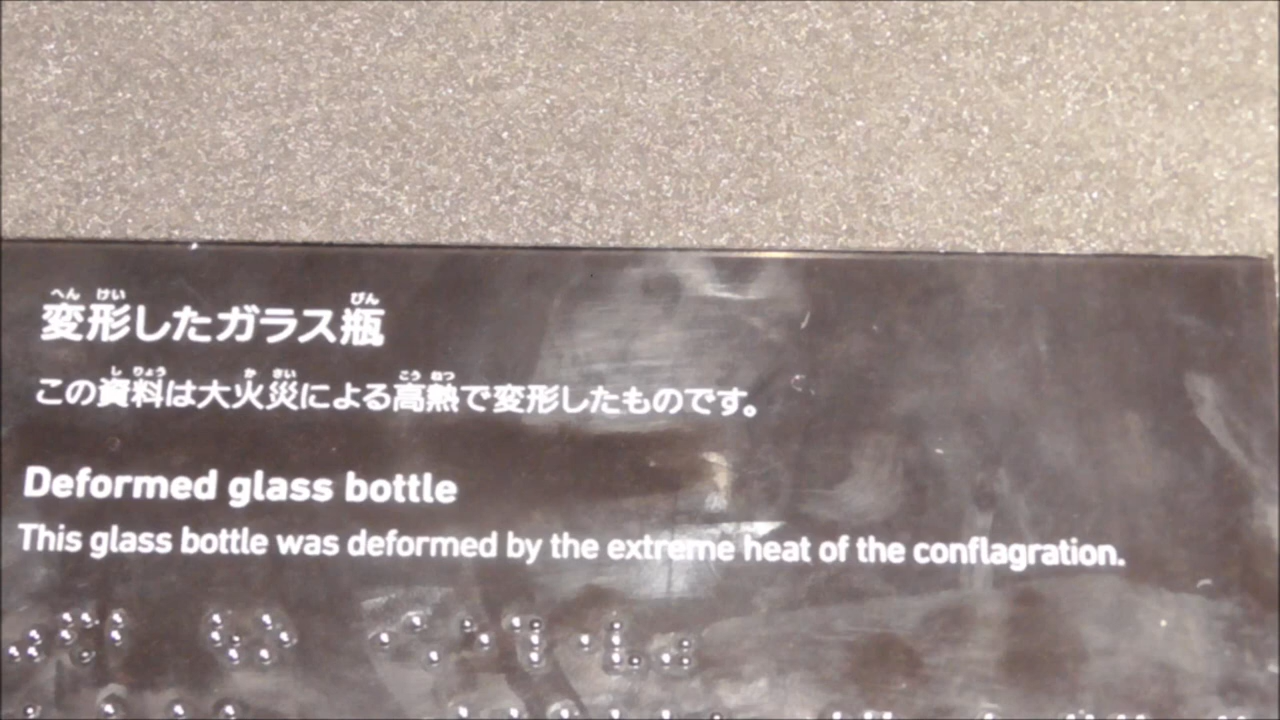 変形したガラス瓶
この資料は大火災による高熱で変形したものです。
Deformed glass bottle
This glass bottle was deformed by the extreme heat of the conflagration.